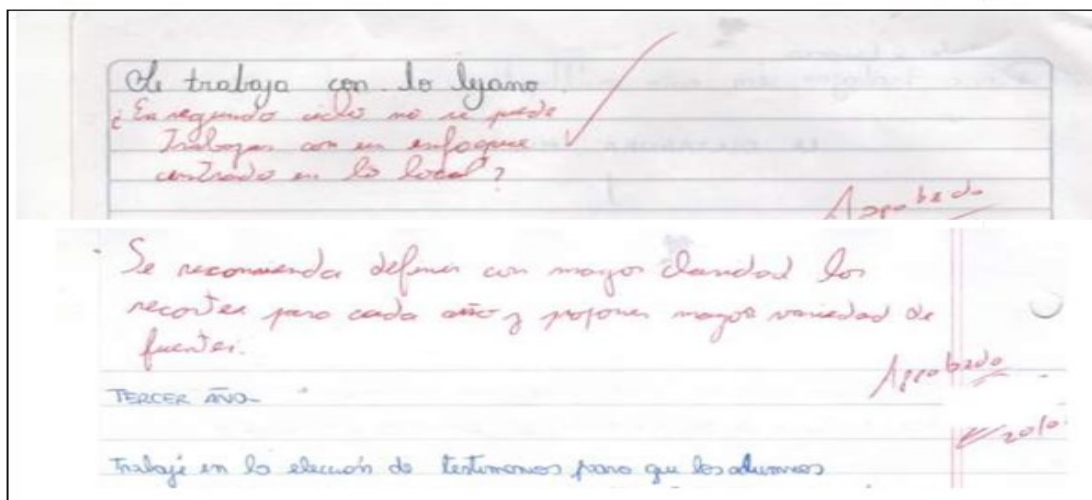 Se trabaja con lo lejano.
¿En segundo ciclo no se puede
Trabajar con un enfoque
centrado en lo local?
Aprobado
Se recomienda definir con mayor claridad los
recortes para cada año y proponer mayor variedad de
fuentes.
Aprobado
TERCER AÑO
2010
Trabajé en la elección de testimonios para que los alumnos